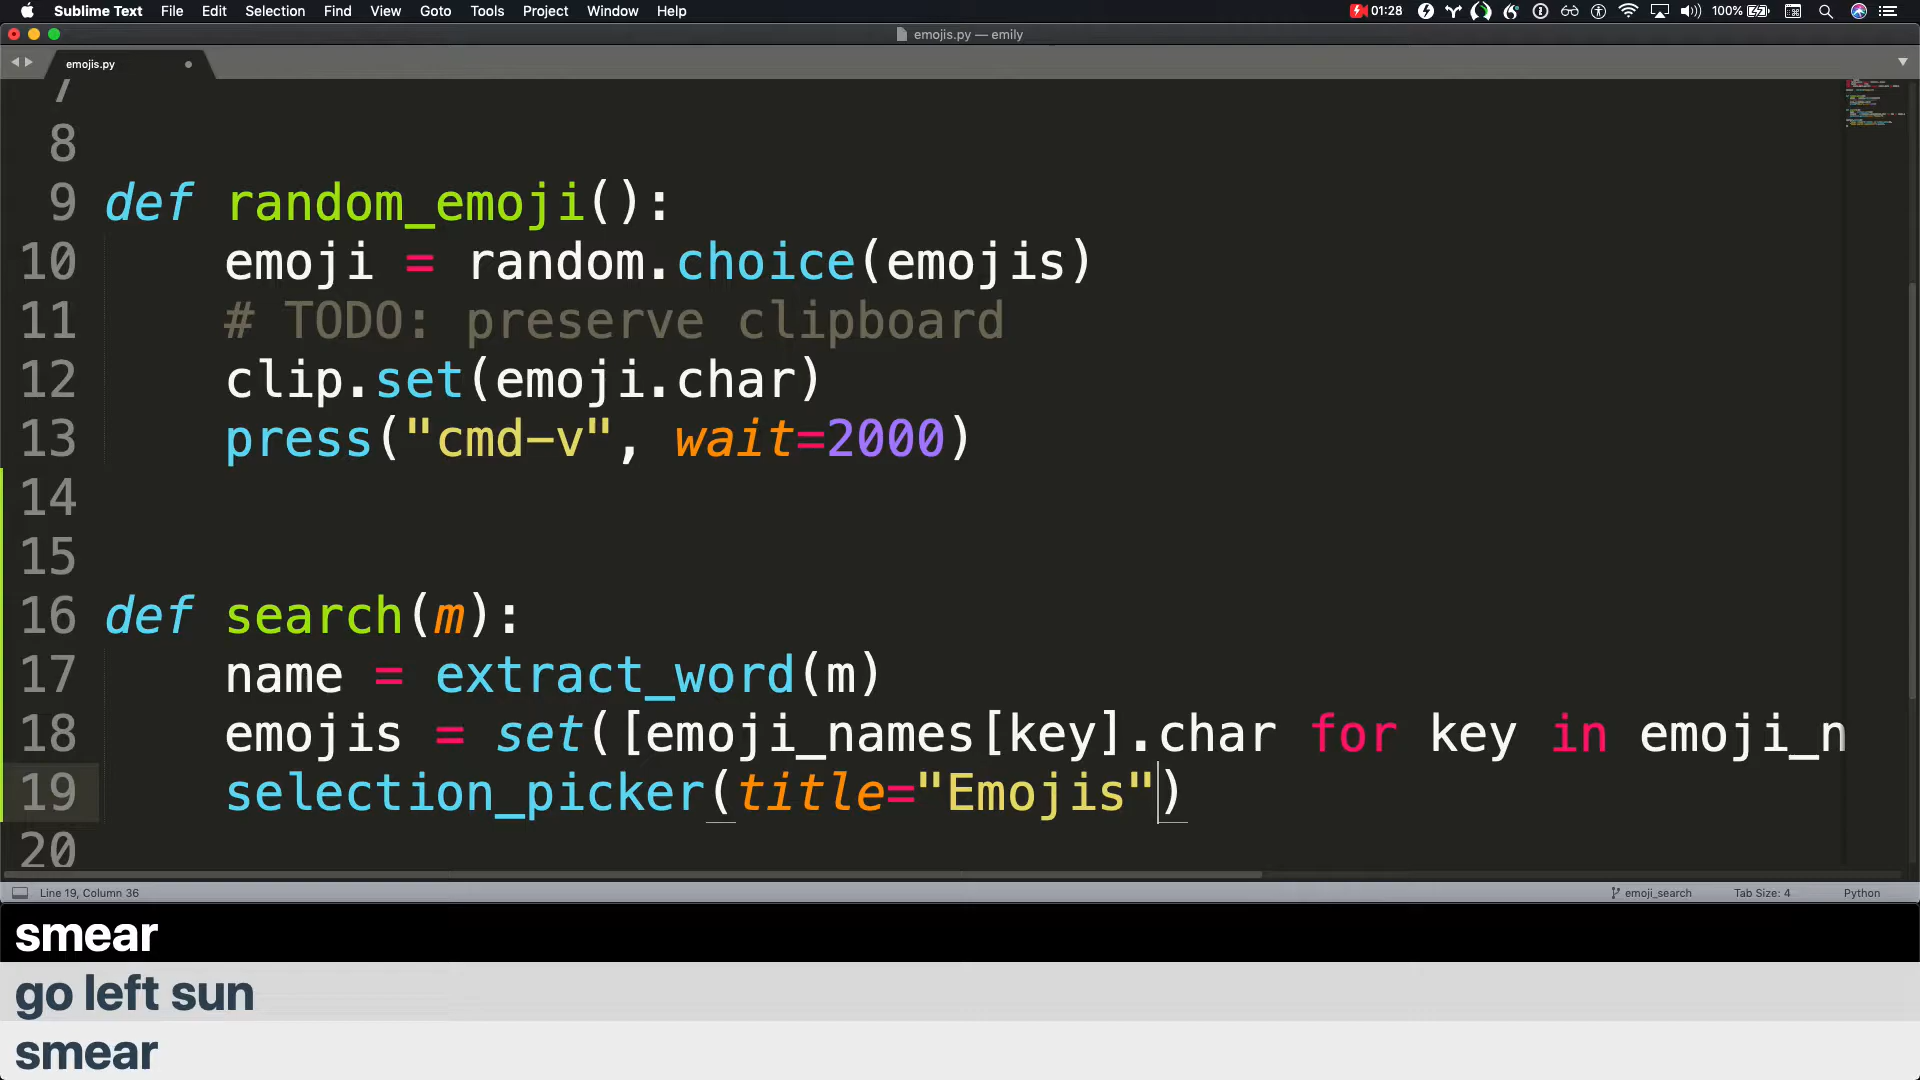 Sublime Text File Edit Selection Find View Goto Tools Project Window Help 01:28 100%
emojis.py — emily
emojis.py
7
8
9 def random_emoji():
10 emoji = random.choice(emojis)
11 # TODO: preserve clipboard
12 clip.set(emoji.char)
13 press("cmd-v", wait=2000)
14
15
16 def search(m):
17 name = extract_word(m)
18 emojis = set([emoji_names[key].char for key in emoji_n
19 selection_picker(title="Emojis")
20
Line 19, Column 36 emoji_search Tab Size: 4 Python
smear
go left sun
smear